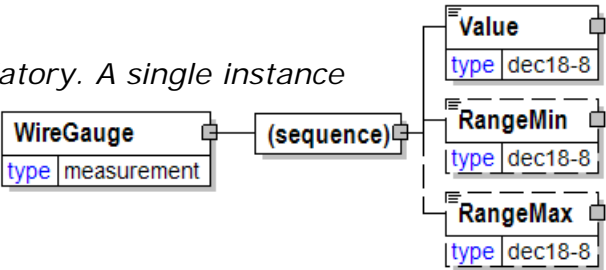 Value
type dec18-8
atory. A single instance
WireGauge
type measurement
(sequence)
RangeMin
type dec18-8
RangeMax
type dec18-8